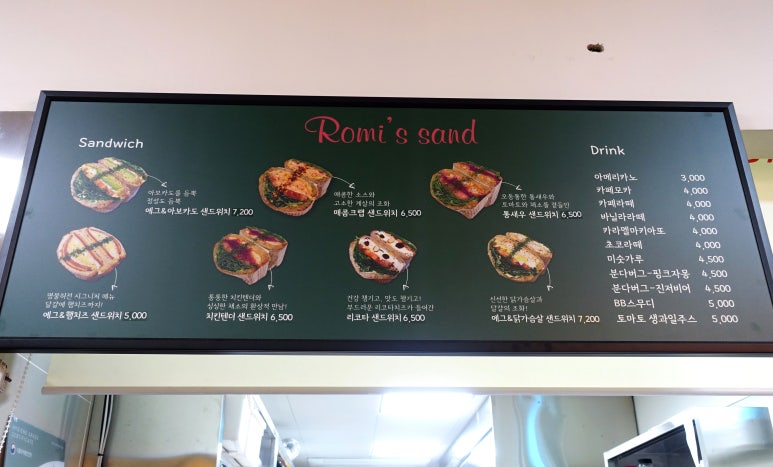 Romi's sand
Sandwich
아보카도를 듬뿍
정성도 듬뿍
에그&아보카도 샌드위치 7,200
매콤한 소스와
고소한 게살의 조화
매콤크랩 샌드위치 6,500
오동통한 통새우와
토마토와 채소를 곁들인
통새우 샌드위치 6,500
명불허전 시그니처 메뉴
달걀에 햄치즈까지!
에그&햄치즈 샌드위치 5,000
통통한 치킨텐더와
싱싱한 채소의 환상적 만남!
치킨텐더 샌드위치 6,500
건강 챙기고, 맛도 챙기고!
부드러운 리코타치즈가 들어간
리코타 샌드위치 6,500
신선한 닭가슴살과
달걀의 조화!
에그&닭가슴살 샌드위치 7,200
Drink
아메리카노 3,000
카페모카 4,000
카페라떼 4,000
바닐라라떼 4,000
카라멜마키아또 4,000
초코라떼 4,000
미숫가루 4,500
분다버그-핑크자몽 4,500
분다버그-진저비어 4,500
BB스무디 5,000
토마토 생과일주스 5,000